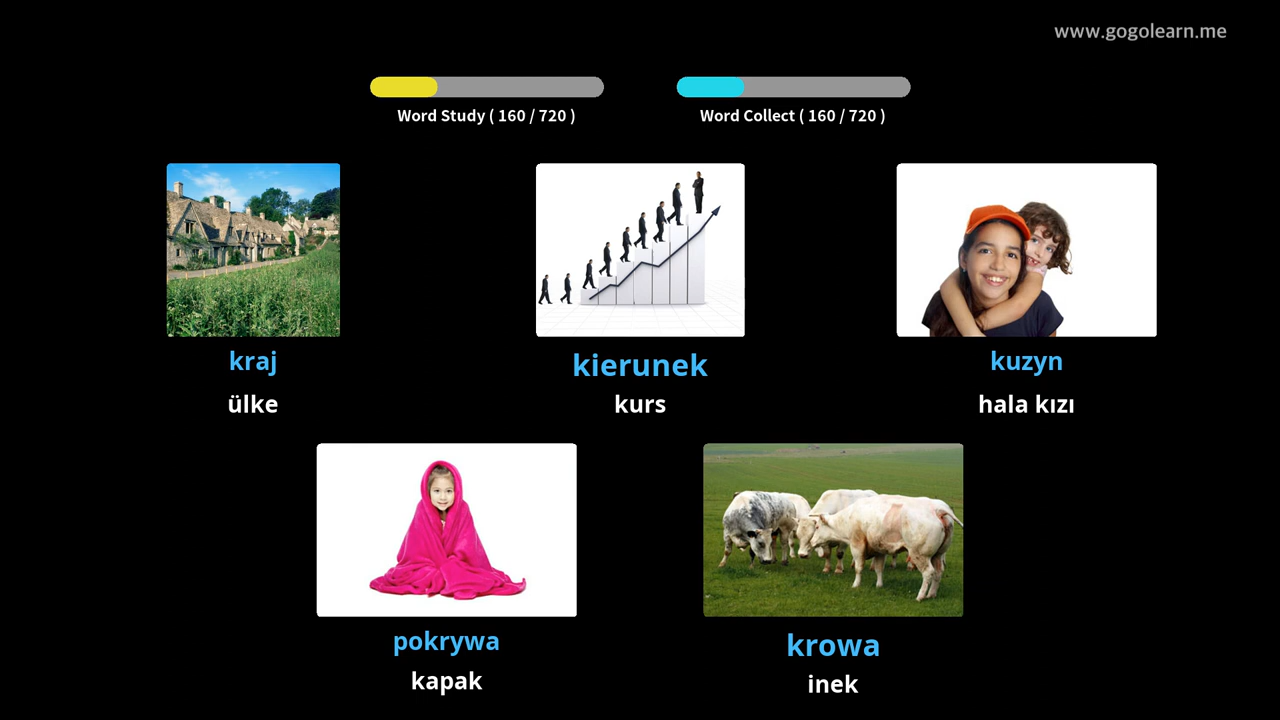 www.gogolearn.me
Word Study ( 160 / 720 )
Word Collect ( 160 / 720 )
kraj
ülke
kierunek
kurs
kuzyn
hala kızı
pokrywa
kapak
krowa
inek